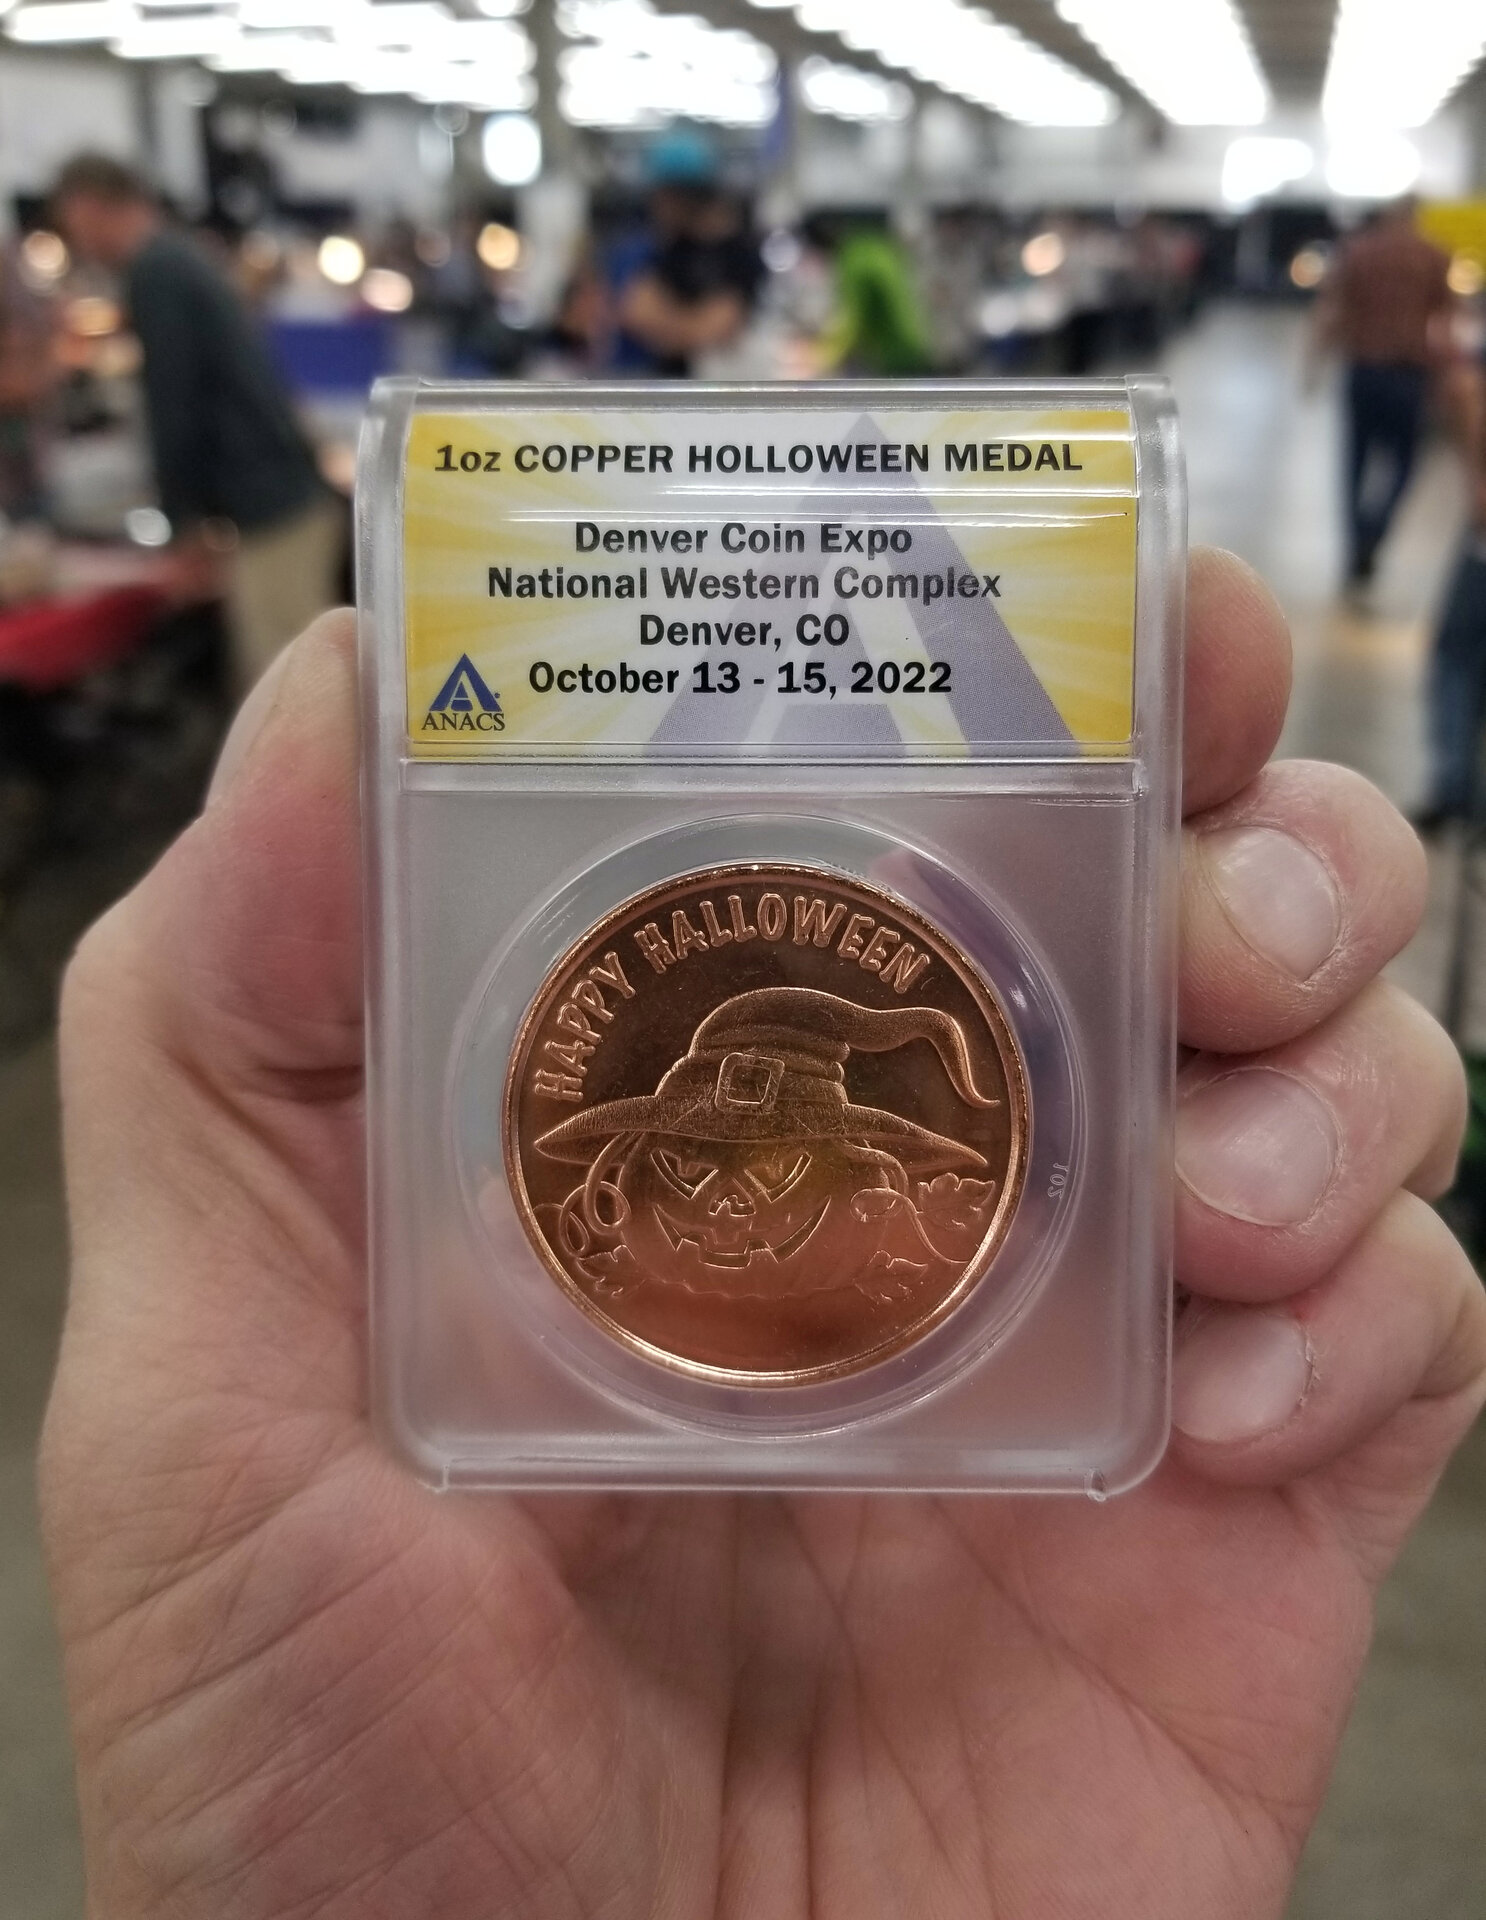 1oz COPPER HOLLOWEEN MEDAL
Denver Coin Expo
National Western Complex
Denver, CO
October 13 - 15, 2022
ANACS
HAPPY HALLOWEEN
1oz